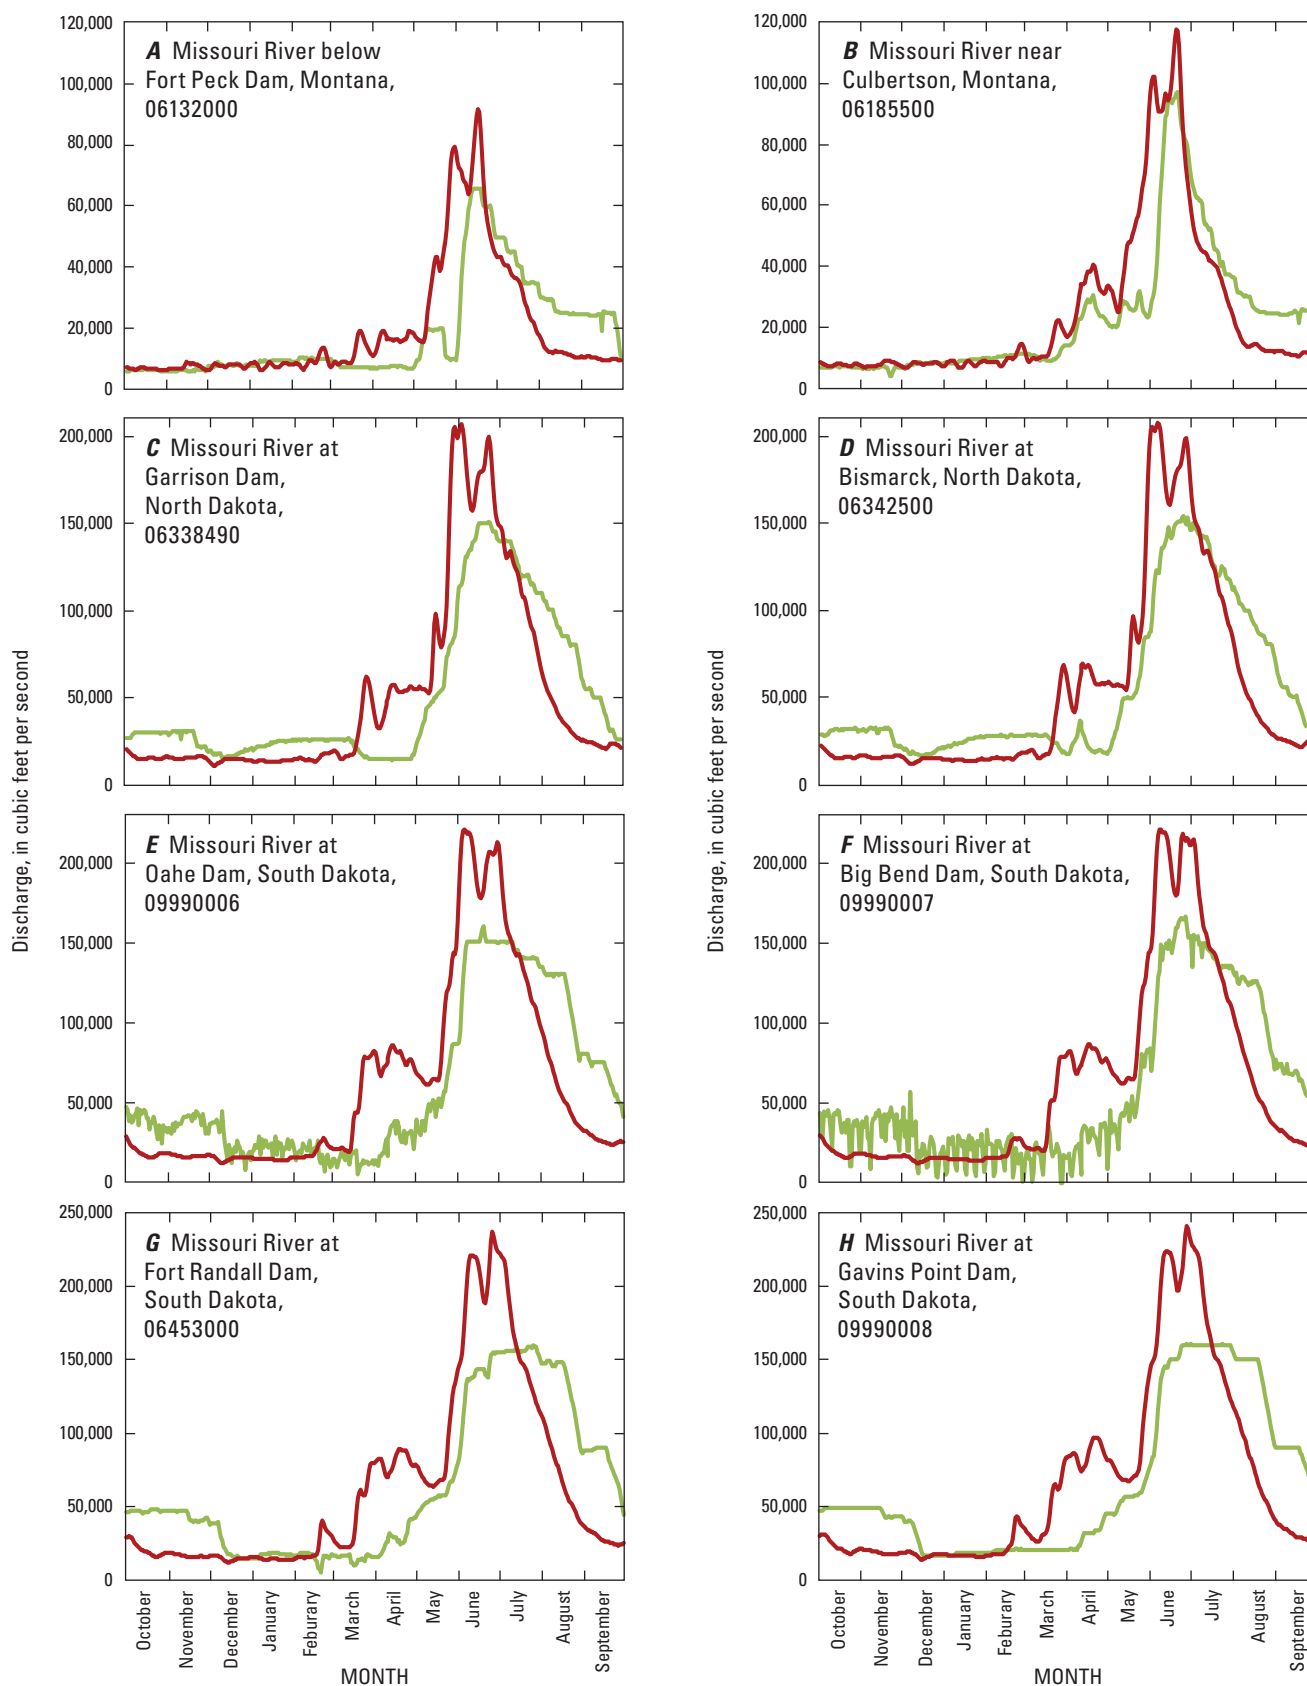 Discharge, in cubic feet per second
120,000
100,000
80,000
60,000
40,000
20,000
0
A Missouri River below
Fort Peck Dam, Montana,
06132000
Discharge, in cubic feet per second
120,000
100,000
80,000
60,000
40,000
20,000
0
B Missouri River near
Culbertson, Montana,
06185500
200,000
150,000
100,000
50,000
0
C Missouri River at
Garrison Dam,
North Dakota,
06338490
200,000
150,000
100,000
50,000
0
D Missouri River at
Bismarck, North Dakota,
06342500
200,000
150,000
100,000
50,000
0
E Missouri River at
Oahe Dam, South Dakota,
09990006
200,000
150,000
100,000
50,000
0
F Missouri River at
Big Bend Dam, South Dakota,
09990007
250,000
200,000
150,000
100,000
50,000
0
G Missouri River at
Fort Randall Dam,
South Dakota,
06453000
October
November
December
January
Feburary
March
April
May
June
July
August
September
MONTH
250,000
200,000
150,000
100,000
50,000
0
H Missouri River at
Gavins Point Dam,
South Dakota,
09990008
October
November
December
January
Feburary
March
April
May
June
July
August
September
MONTH